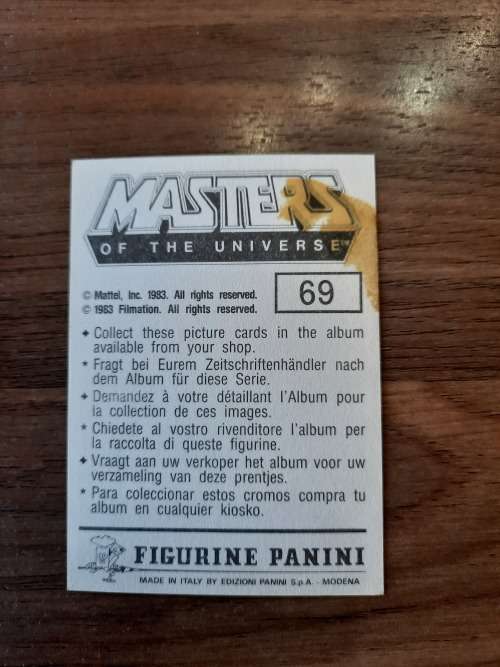 MASTERS
OF THE UNIVERSE™
© Mattel, Inc. 1983. All rights reserved.
© 1983 Filmation. All rights reserved.
69
✦ Collect these picture cards in the album
available from your shop.
★ Fragt bei Eurem Zeitschriftenhändler nach
dem Album für diese Serie.
✦ Demandez à votre détaillant l'Album pour
la collection de ces images.
★ Chiedete al vostro rivenditore l'album per
la raccolta di queste figurine.
✦ Vraagt aan uw verkoper het album voor uw
verzameling van deze prentjes.
★ Para coleccionar estos cromos compra tu
album en cualquier kiosko.
FIGURINE PANINI
MADE IN ITALY BY EDIZIONI PANINI S.p.A. - MODENA